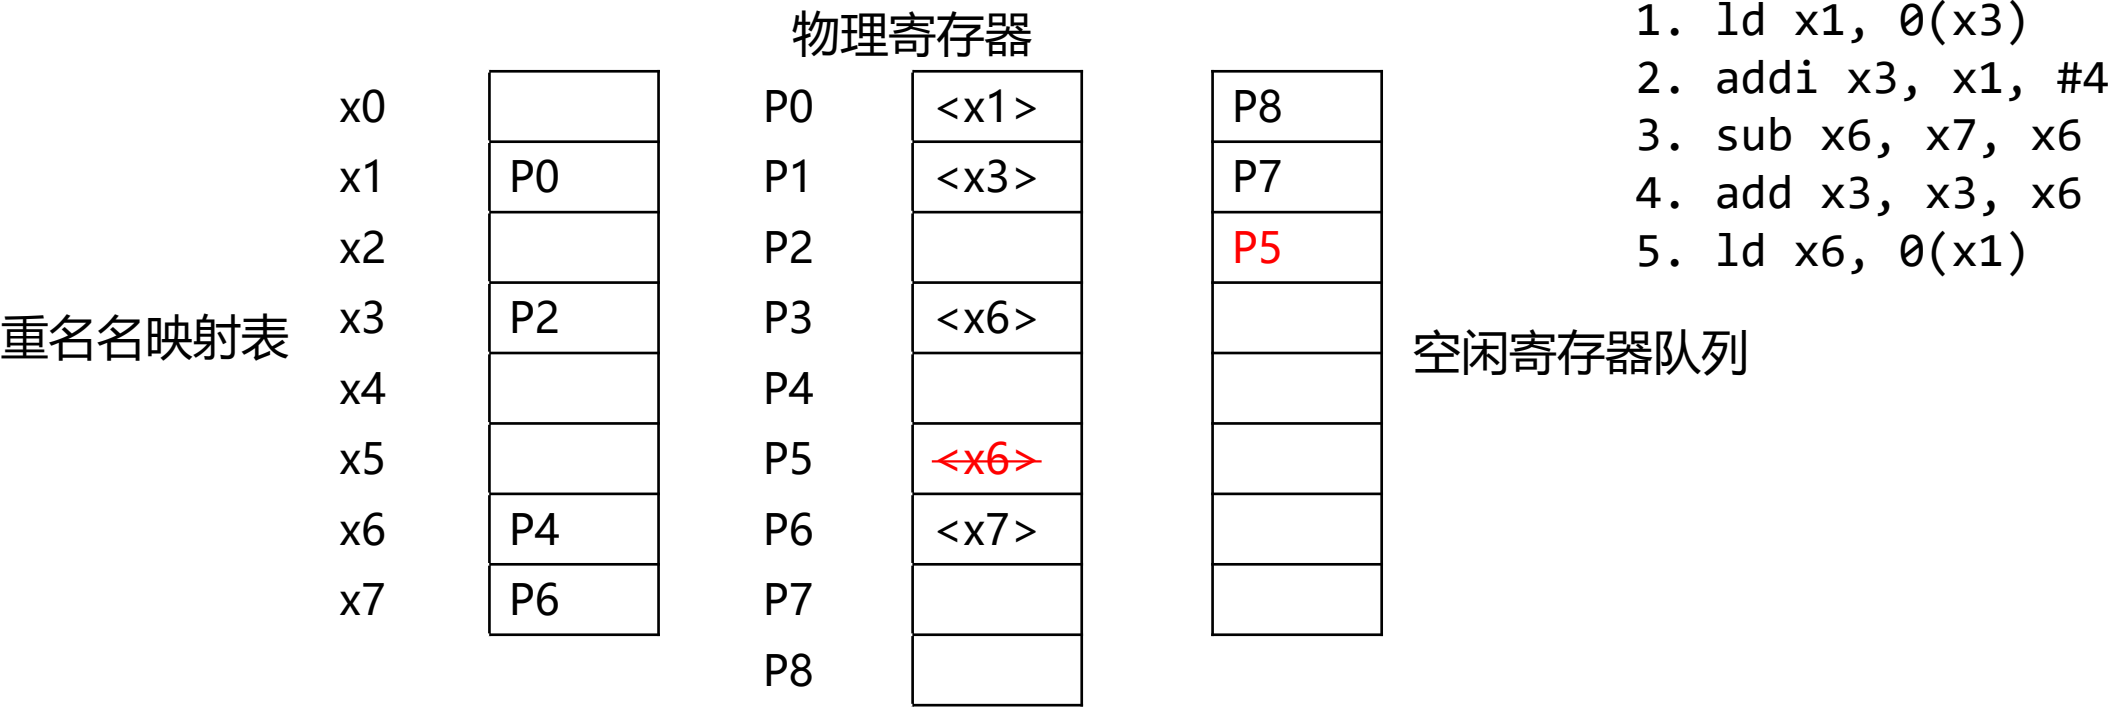 物理寄存器
1. ld x1, 0(x3)
2. addi x3, x1, #4
3. sub x6, x7, x6
4. add x3, x3, x6
5. ld x6, 0(x1)
重名名映射表
x0
x1 P0
x2
x3 P2
x4
x5
x6 P4
x7 P6
P0 <x1>
P1 <x3>
P2
P3 <x6>
P4
P5 <x6>
P6 <x7>
P7
P8
P8
P7
P5
空闲寄存器队列